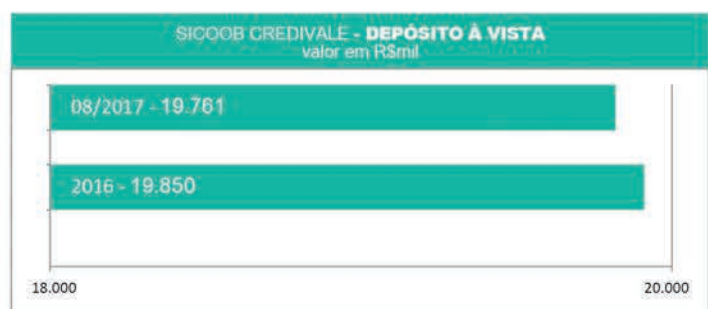 SICOOB CREDIVALE - DEPÓSITO À VISTA
valor em R$mil
08/2017 - 19.761
2016 - 19.850
18.000 20.000